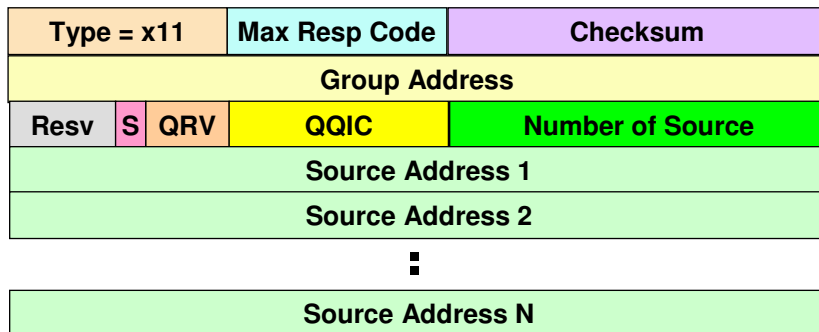 Type = x11 Max Resp Code Checksum
Group Address
Resv S QRV QQIC Number of Source
Source Address 1
Source Address 2
:
Source Address N